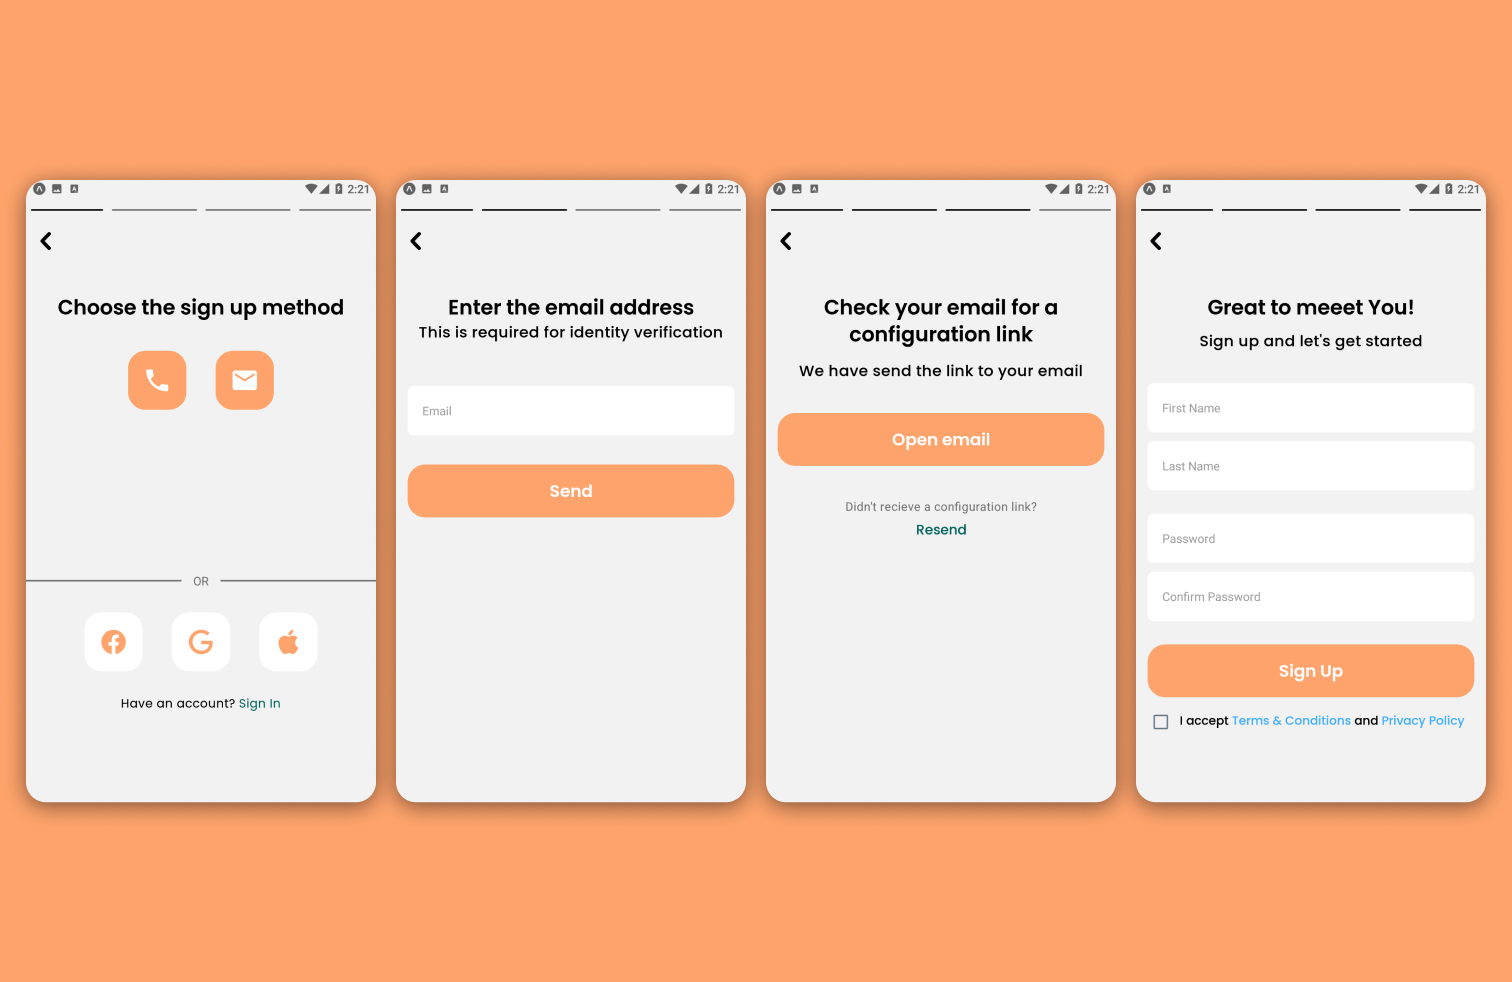 2:21
Choose the sign up method
OR
Have an account? Sign In
2:21
Enter the email address
This is required for identity verification
Email
Send
2:21
Check your email for a
configuration link
We have send the link to your email
Open email
Didn't recieve a configuration link?
Resend
2:21
Great to meeet You!
Sign up and let's get started
First Name
Last Name
Password
Confirm Password
Sign Up
I accept Terms & Conditions and Privacy Policy